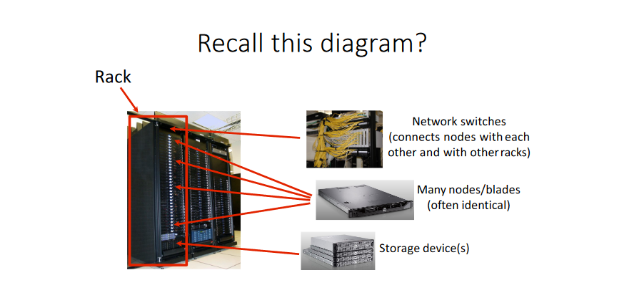 Recall this diagram?
Rack
Network switches
(connects nodes with each
other and with other racks)
Many nodes/blades
(often identical)
Storage device(s)